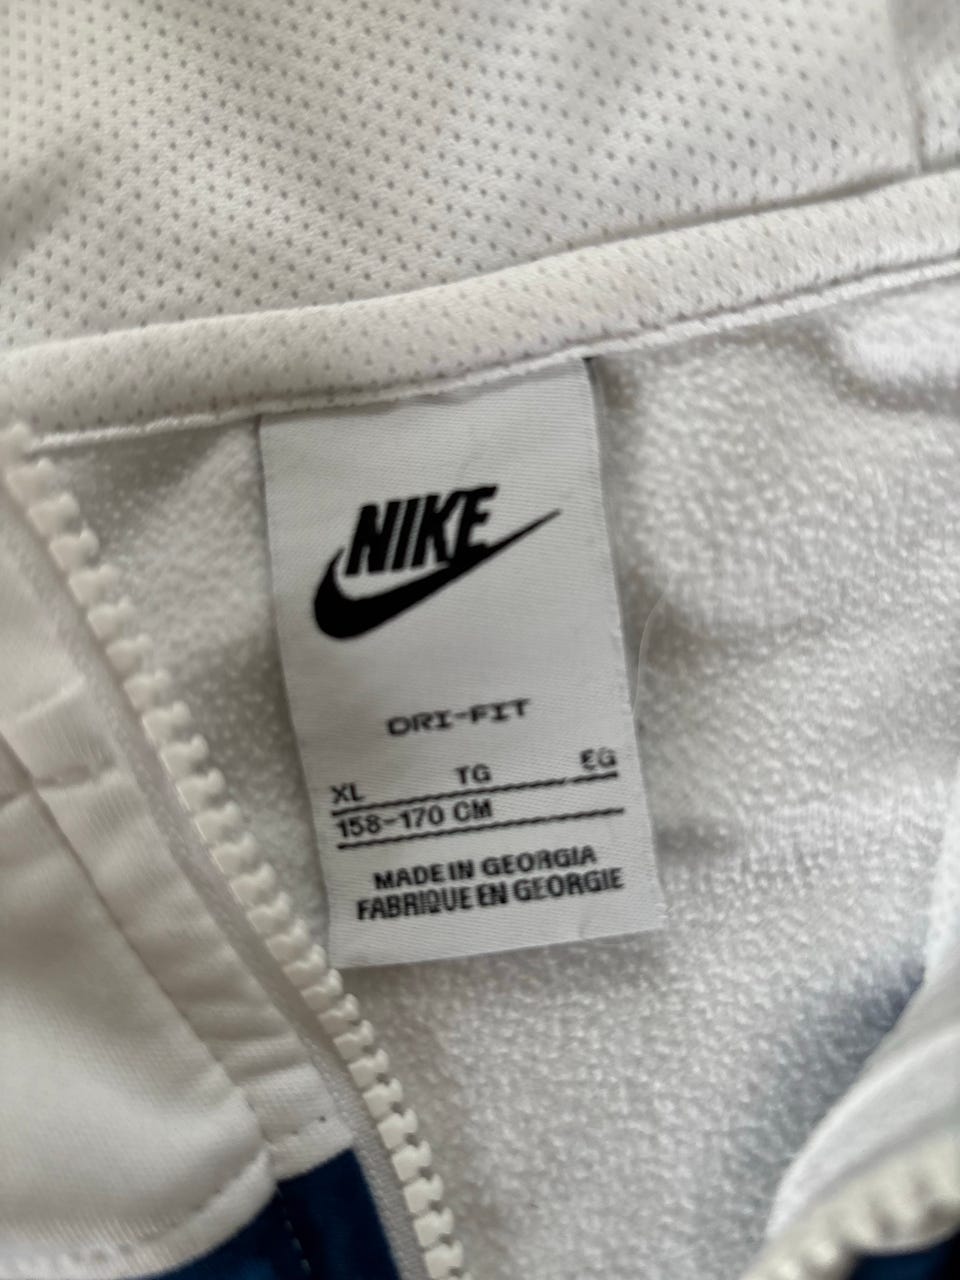 NIKE
DRI-FIT
XL TG EG
158-170 CM
MADE IN GEORGIA
FABRIQUE EN GEORGIE